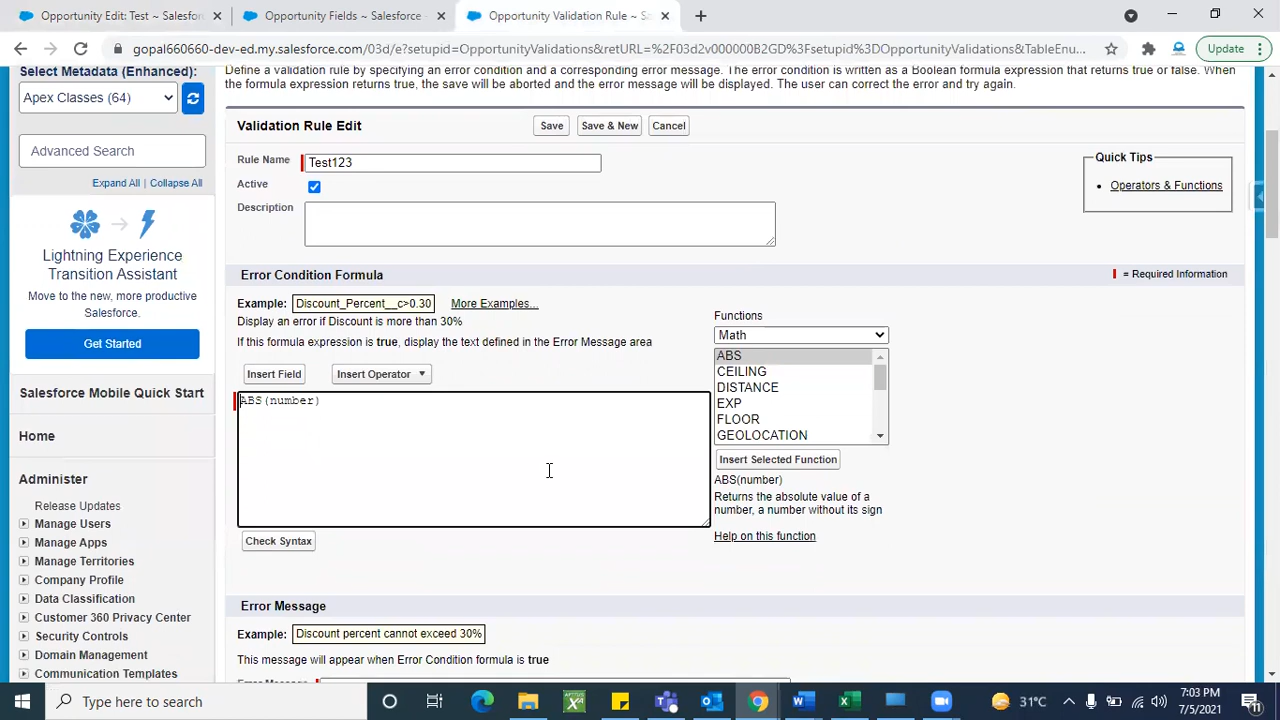 Opportunity Edit: Test ~ Salesfor
Opportunity Fields ~ Salesforce -
Opportunity Validation Rule ~ Sa
gopal660660-dev-ed.my.salesforce.com/03d/e?setupid=OpportunityValidations&retURL=%2F03d2v000000B2GD%3Fsetupid%3DOpportunityValidations&TableEnu...
Update
Select Metadata (Enhanced):
Apex Classes (64)
Advanced Search
Expand All | Collapse All
Lightning Experience
Transition Assistant
Move to the new, more productive
Salesforce.
Get Started
Salesforce Mobile Quick Start
Home
Administer
Release Updates
Manage Users
Manage Apps
Manage Territories
Company Profile
Data Classification
Customer 360 Privacy Center
Security Controls
Domain Management
Communication Templates
Define a validation rule by specifying an error condition and a corresponding error message. The error condition is written as a Boolean formula expression that returns true or false. When
the formula expression returns true, the save will be aborted and the error message will be displayed. The user can correct the error and try again.
Validation Rule Edit
Save
Save & New
Cancel
Rule Name
Test123
Active
Description
Quick Tips
• Operators & Functions
Error Condition Formula
= Required Information
Example:
Discount_Percent__c>0.30
More Examples...
Display an error if Discount is more than 30%
If this formula expression is true, display the text defined in the Error Message area
Insert Field
Insert Operator
ABS(number)
Check Syntax
Functions
Math
ABS
CEILING
DISTANCE
EXP
FLOOR
GEOLOCATION
Insert Selected Function
ABS(number)
Returns the absolute value of a
number, a number without its sign
Help on this function
Error Message
Example:
Discount percent cannot exceed 30%
This message will appear when Error Condition formula is true
Error Message
Type here to search
31°C
7:03 PM
7/5/2021